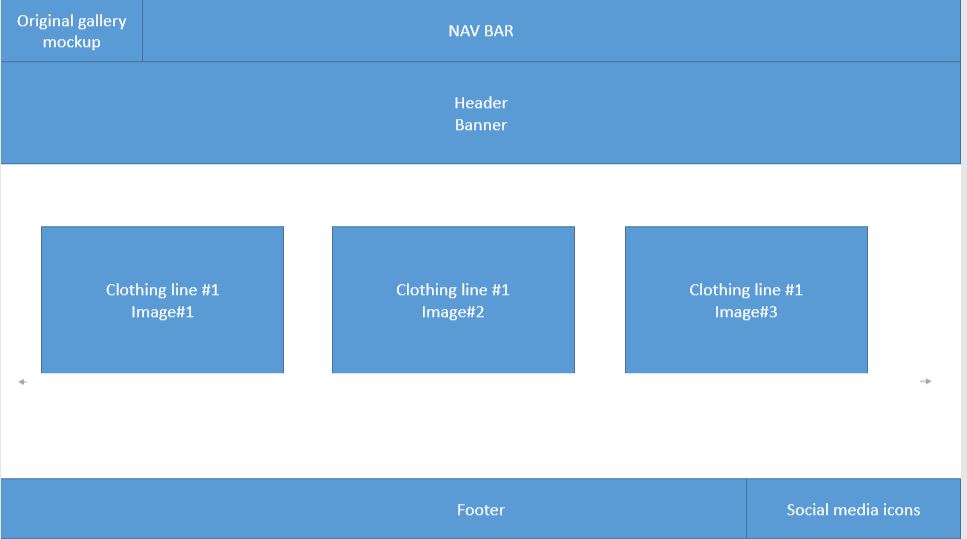 Original gallery
mockup
NAV BAR
Header
Banner
Clothing line #1
Image#1
Clothing line #1
Image#2
Clothing line #1
Image#3
Footer
Social media icons